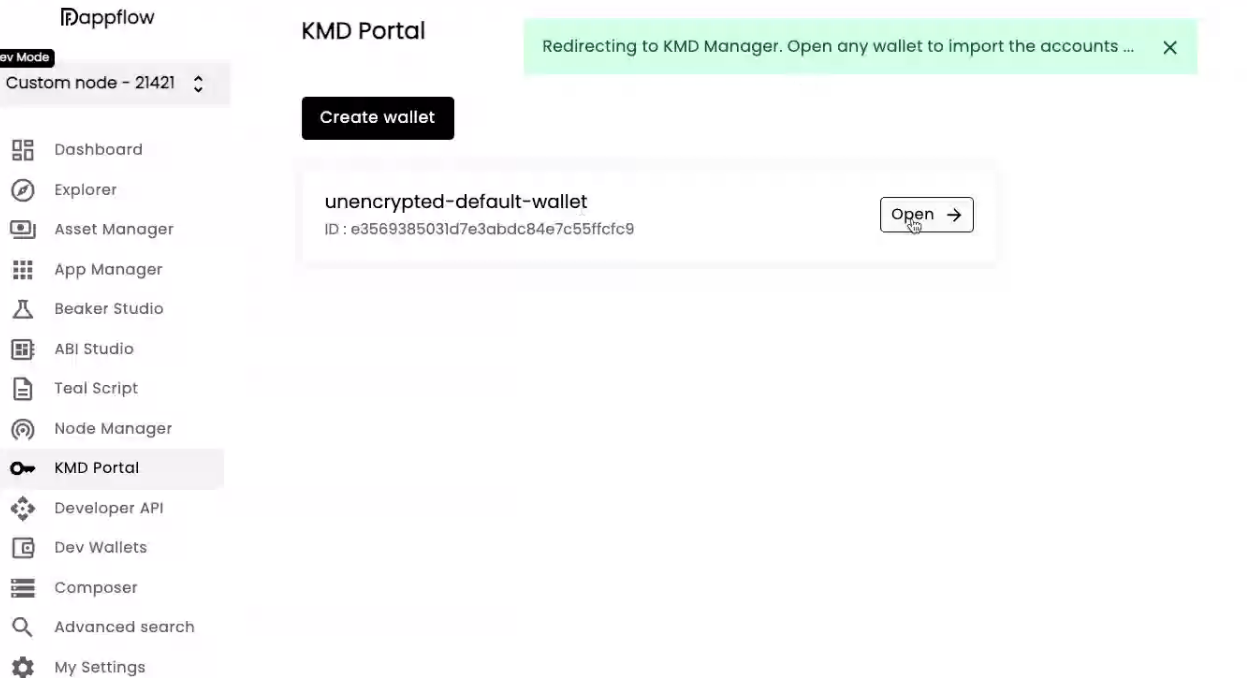 Dappflow
KMD Portal
Redirecting to KMD Manager. Open any wallet to import the accounts ...
ev Mode
Custom node - 21421
Create wallet
Dashboard
Explorer
Asset Manager
App Manager
Beaker Studio
ABI Studio
Teal Script
Node Manager
KMD Portal
Developer API
Dev Wallets
Composer
Advanced search
My Settings
unencrypted-default-wallet
ID : e3569385031d7e3abdc84e7c55ffcfc9
Open